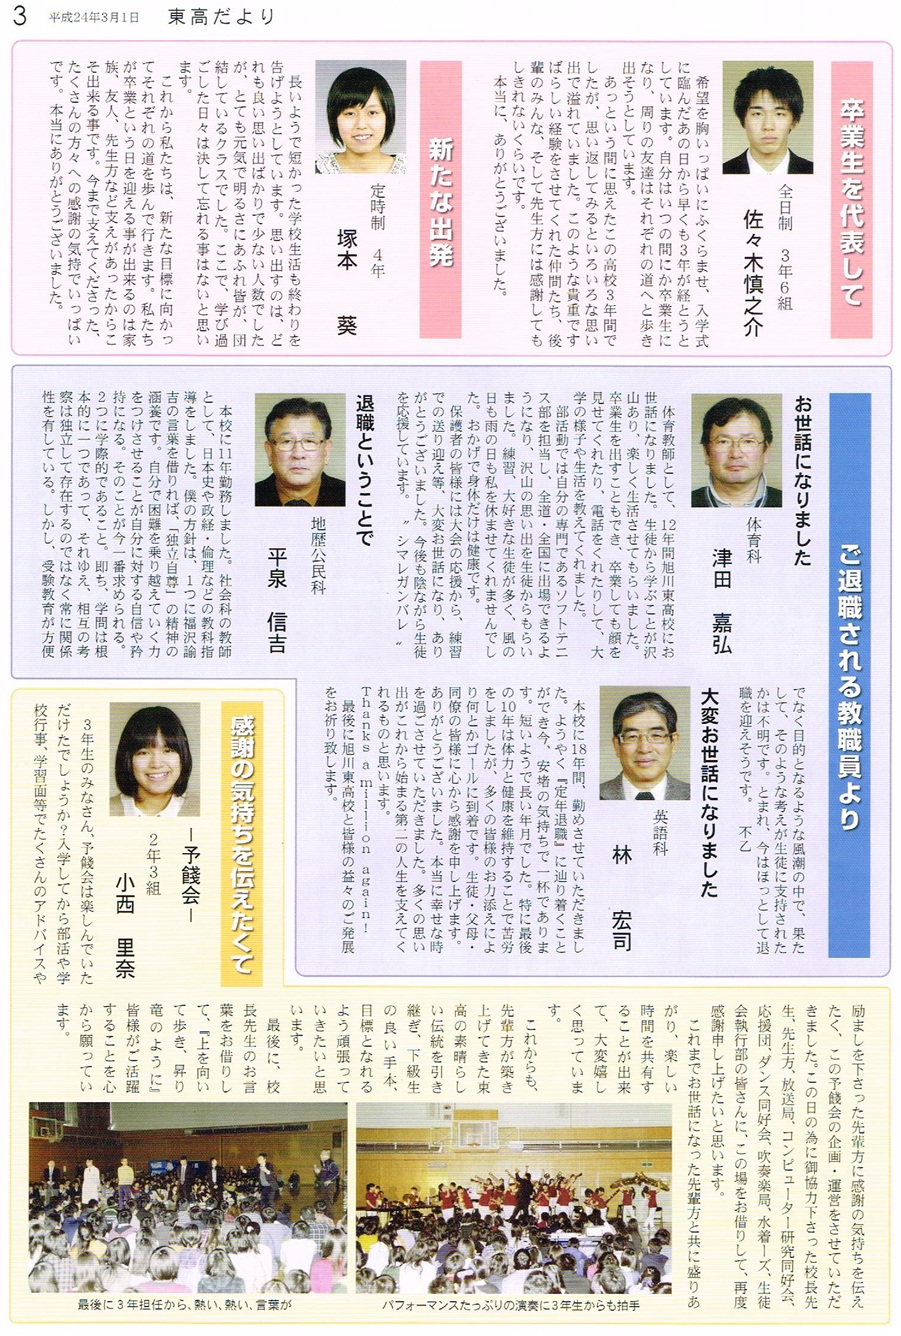 3
平成24年3月1日
東高だより
卒業生を代表して
全日制　3年6組
佐々木慎之介
希望を胸いっぱいにふくらませ、入学式
に臨んだあの日から早くも3年が経とうと
しています。自分はいつの間にか卒業生に
なり、周りの友達はそれぞれの道へと歩き
出そうとしています。
あっという間に思えたこの高校3年間で
したが、思い返してみるといろいろな思い
出で溢れていました。このような貴重です
ばらしい経験をさせてくれた仲間たち、後
輩のみんな、そして先生方には感謝しても
しきれないくらいです。
本当に、ありがとうございました。
新たな出発
定時制　4年
塚本　葵
長いようで短かった学校生活も終わりを
告げようとしています。思い出すのは、ど
れも良い思い出ばかりで少ない人数でした
が、とても元気で明るさにあふれ皆が、団
結しているクラスでした。ここで、学び過
ごした日々は決して忘れる事はないと思い
ます。
これから私たちは、新たな目標に向かっ
てそれぞれの道を歩んで行きます。私たち
が卒業という日を迎える事が出来るのは家
族、友人、先生方など支えがあったからこ
そ出来る事です。今まで支えてくださった、
たくさんの方々への感謝の気持でいっぱい
です。本当にありがとうございました。
ご退職される教職員より
お世話になりました
体育科
津田　嘉弘
体育教師として、12年間旭川東高校にお
世話になりました。生徒から学ぶことが沢
山あり、楽しく生活させてもらいました。
卒業生を出すこともでき、卒業しても顔を
見せてくれたり、電話をくれたりして、大
学の様子や生活を教えてくれました。
部活動では自分の専門であるソフトテニ
ス部を担当し、全道・全国に出場できるよ
うになり、沢山の思い出を生徒からもらい
ました。練習、大好きな生徒が多く、風の
日も雨の日も私を休ませてくれませんでし
た。おかげで身体だけは健康です。
保護者の皆様には大会の応援から、練習
での送り迎え等、大変お世話になり、あり
がとうございました。今後も陰ながら生徒
を応援しています。〝シマレガンバレ〟
退職ということで
地歴公民科
平泉　信吉
本校に11年勤務しました。社会科の教師
として、日本史や政経・倫理などの教科指
導をしました。僕の方針は、1つに福沢諭
吉の言葉を借りれば、「独立自尊」の精神の
涵養です。自分で困難を乗り越えていく力
をつけさせることが自分に対する自信や矜
持になる。そのことが今一番求められる。
2つに学際的であること。即ち、学問は根
本的に一つであって、それゆえ、相互の考
察は独立して存在するのではなく常に関係
性を有している。しかし、受験教育が方便
でなく目的となるような風潮の中で、果た
して、そのような考えが生徒に支持された
かは不明です。とまれ、今はほっとして退
職を迎えそうです。　不乙
大変お世話になりました
英語科
林　宏司
本校に18年間、勤めさせていただきまし
た。ようやく『定年退職』に辿り着くこと
ができ今、安堵の気持ちで一杯でありま
す。短いようで長い年月でした。特に最後
の10年は体力と健康を維持することで苦労
をしましたが、多くの皆様のお力添えによ
り何とかゴールに到着です。生徒・父母・
同僚の皆様に心から感謝を申し上げます。
ありがとうございました。本当に幸せな時
を過ごさせていただきました。多くの思い
出がこれから始まる第二の人生を支えてく
れるものと思います。
Thanks a million again!
最後に旭川東高校と皆様の益々のご発展
をお祈り致します。
感謝の気持ちを伝えたくて
ー予餞会ー
2年3組
小西　里奈
3年生のみなさん、予餞会は楽しんでいた
だけたでしょうか？入学してから部活や学
校行事、学習面等でたくさんのアドバイスや
励ましを下さった先輩方に感謝の気持ちを伝え
たく、この予餞会の企画・運営をさせていただ
きました。この日の為に御協力下さった校長先
生、先生方、放送局、コンピューター研究同好会、
応援団、ダンス同好会、吹奏楽局、水着ーズ、生徒
会執行部の皆さんに、この場をお借りして、再度
感謝申し上げたいと思います。
これまでお世話になった先輩方と共に盛りあ
がり、楽しい
時間を共有す
ることが出来
て、大変嬉し
く思っていま
す。
これからも、
先輩方が築き
上げてきた東
高の素晴らし
い伝統を引き
継ぎ、下級生
の良い手本、
目標となれる
よう頑張って
いきたいと思
います。
最後に、校
長先生のお言
葉をお借りし
て、『上を向い
て歩き、昇り
竜のように』
皆様がご活躍
することを心
から願ってい
ます。
最後に3年担任から、熱い、熱い、言葉が
パフォーマンスたっぷりの演奏に3年生からも拍手